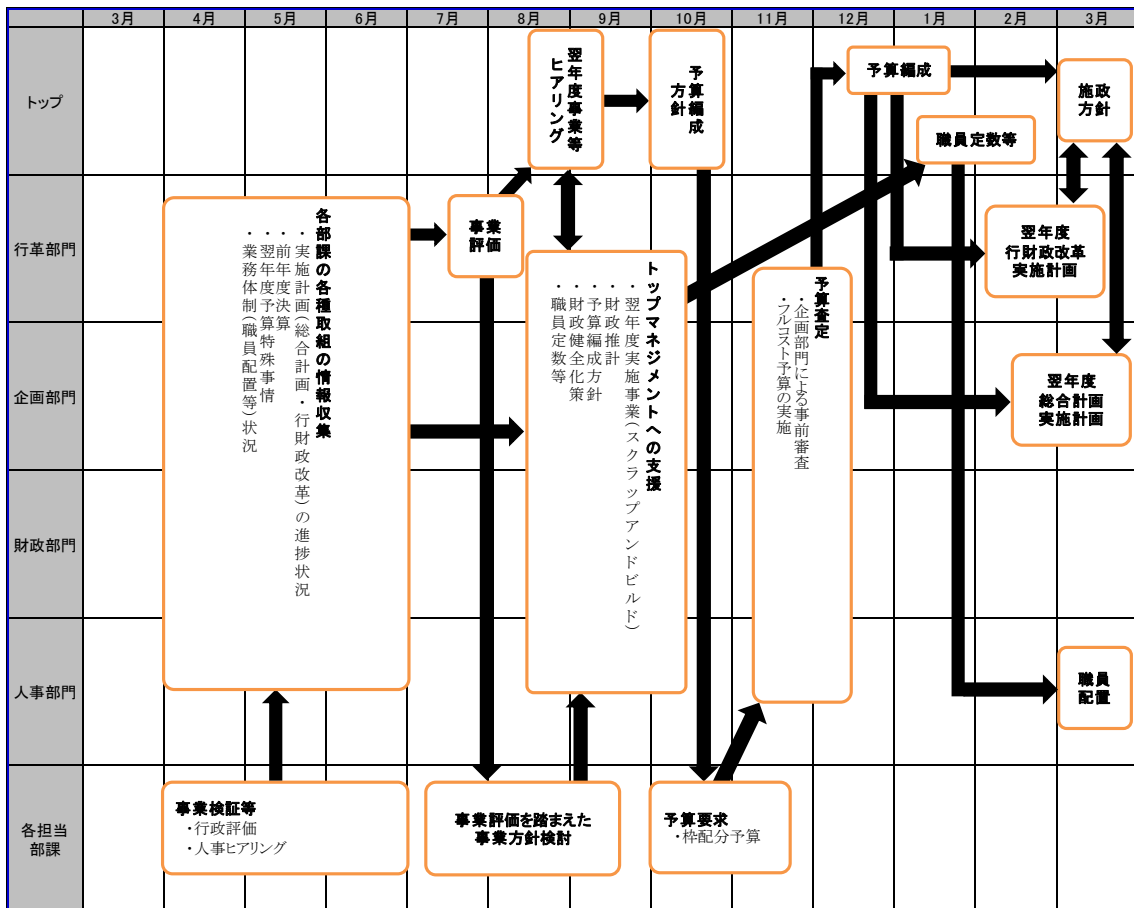 3月 4月 5月 6月 7月 8月 9月 10月 11月 12月 1月 2月 3月
トップ
翌年度事業等
ヒアリング
予算編成
方針
予算編成
職員定数等
施政
方針
行革部門
各部課の各種取組の情報収集
・実施計画(総合計画・行財政改革)の進捗状況
・前年度決算
・翌年度予算特殊事情
・業務体制(職員配置等)状況
事業
評価
トップマネジメントへの支援
・翌年度実施事業(スクラップアンドビルド)
・財政推計
・予算編成方針
・財政健全化策
・職員定数等
予算査定
・企画部門による事前審査
・フルコスト予算の実施
翌年度
行財政改革
実施計画
企画部門
翌年度
総合計画
実施計画
財政部門
人事部門
職員
配置
各担当
部課
事業検証等
・行政評価
・人事ヒアリング
事業評価を踏まえた
事業方針検討
予算要求
・枠配分予算